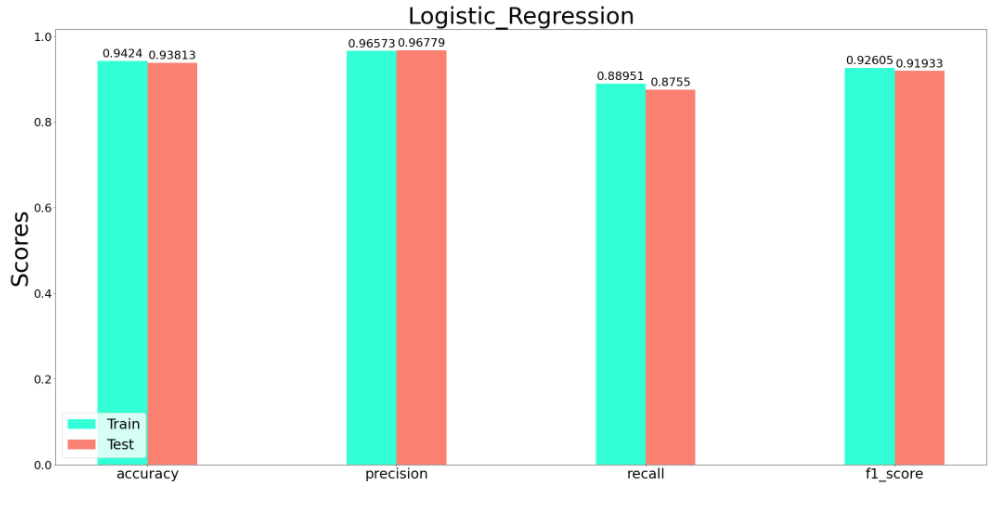 Logistic_Regression
1.0
0.8
0.6
0.4
0.2
0.0
Scores
0.9424 0.93813
0.96573 0.96779
0.88951 0.8755
0.92605 0.91933
Train
Test
accuracy precision recall f1_score